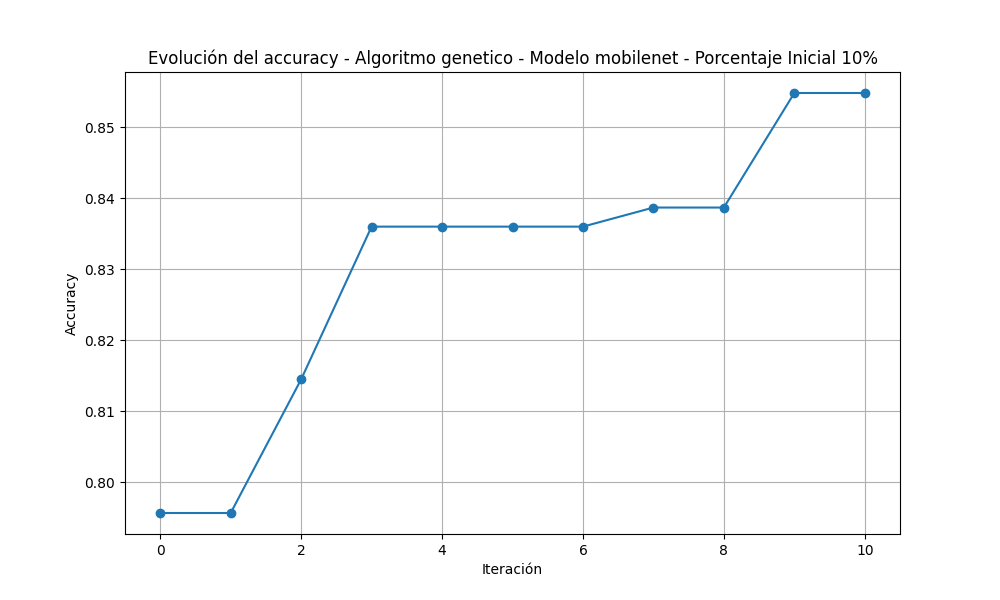 Evolución del accuracy - Algoritmo genetico - Modelo mobilenet - Porcentaje Inicial 10%
0.85
0.84
0.83
0.82
0.81
0.80
Accuracy
0 2 4 6 8 10
Iteración